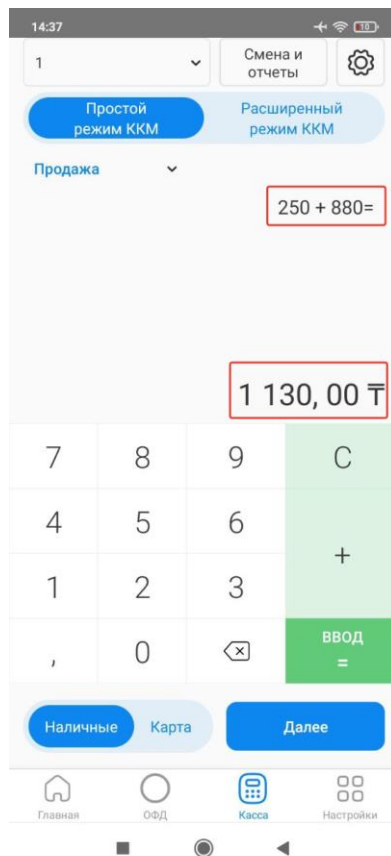 14:37
10
1
Смена и
отчеты
Простой
режим ККМ
Расширенный
режим ККМ
Продажа
250 + 880=
1 130, 00 ₸
7 8 9 C
4 5 6
+
1 2 3
, 0
ВВОД
=
Наличные Карта Далее
Главная ОФД Касса Настройки